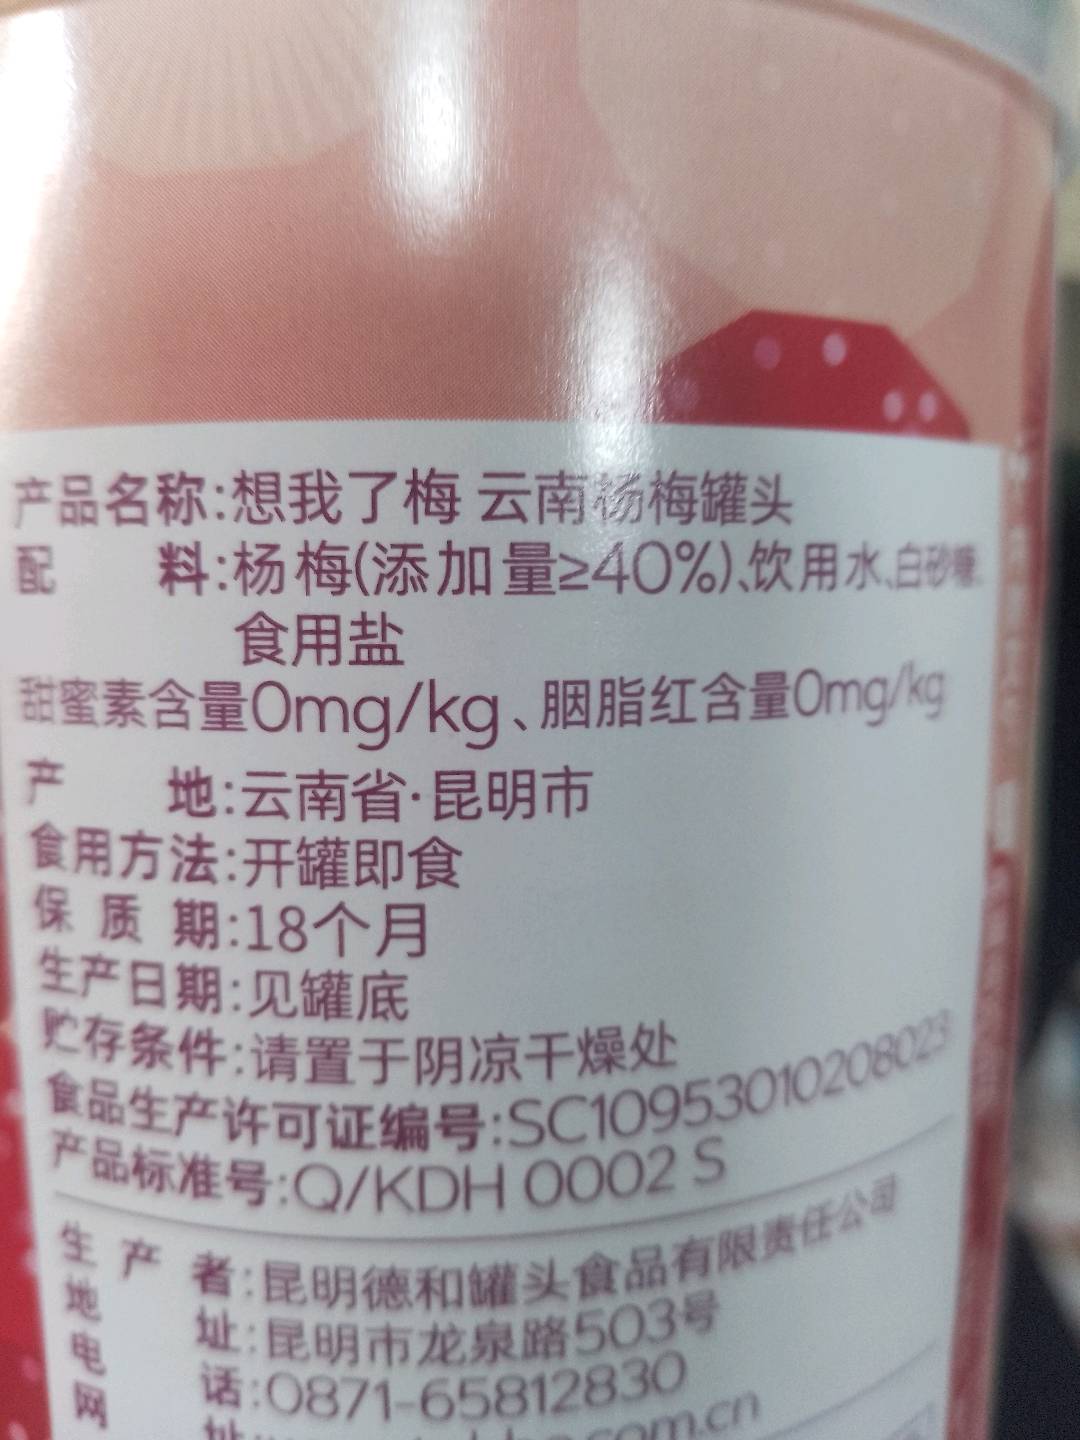 产品名称:想我了梅 云南杨梅罐头
配料:杨梅(添加量≥40%)、饮用水、白砂糖、
食用盐
甜蜜素含量0mg/kg、胭脂红含量0mg/kg
产地:云南省·昆明市
食用方法:开罐即食
保质期:18个月
生产日期:见罐底
贮存条件:请置于阴凉干燥处
食品生产许可证编号:SC10953010208023
产品标准号:Q/KDH 0002 S
生产者:昆明德和罐头食品有限责任公司
地址:昆明市龙泉路503号
电话:0871-65812830
网址: